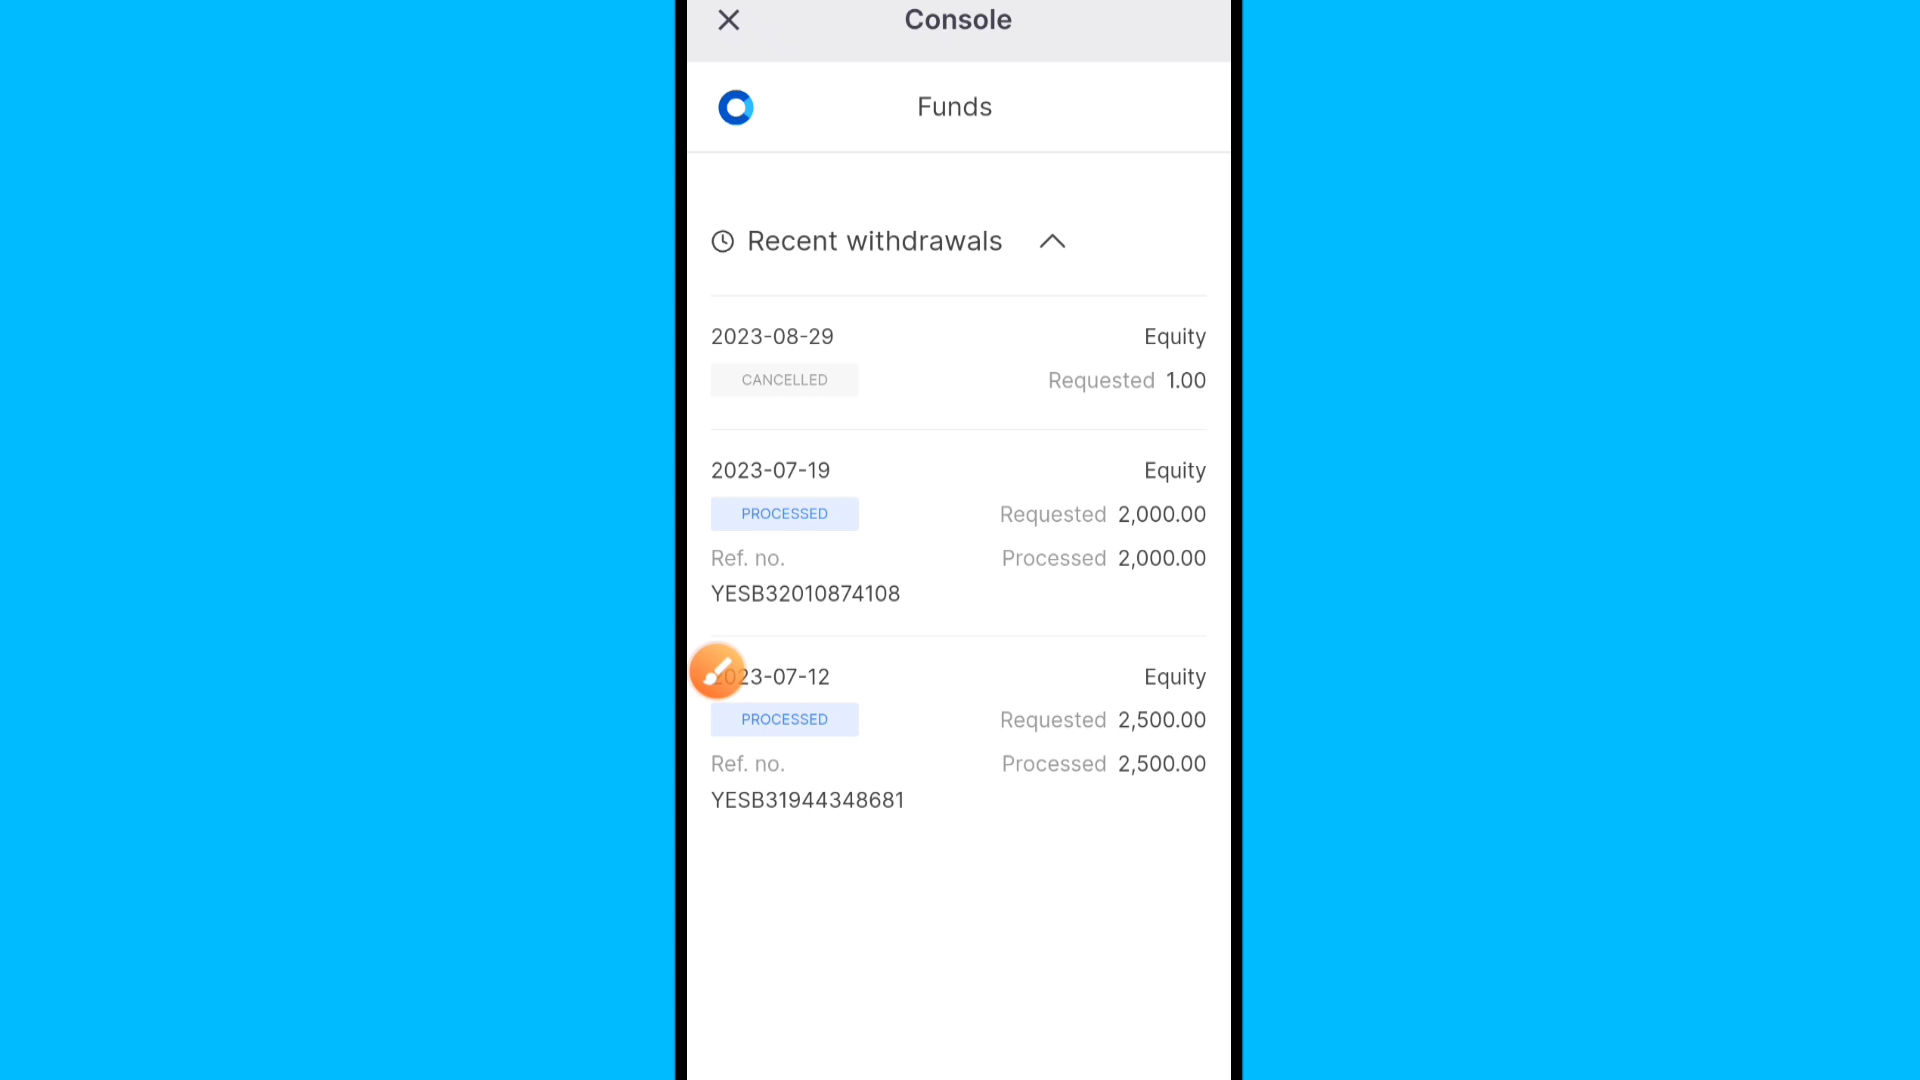 Console
Funds
Recent withdrawals
2023-08-29 Equity
CANCELLED Requested 1.00
2023-07-19 Equity
PROCESSED Requested 2,000.00
Ref. no. Processed 2,000.00
YESB32010874108
2023-07-12 Equity
PROCESSED Requested 2,500.00
Ref. no. Processed 2,500.00
YESB31944348681